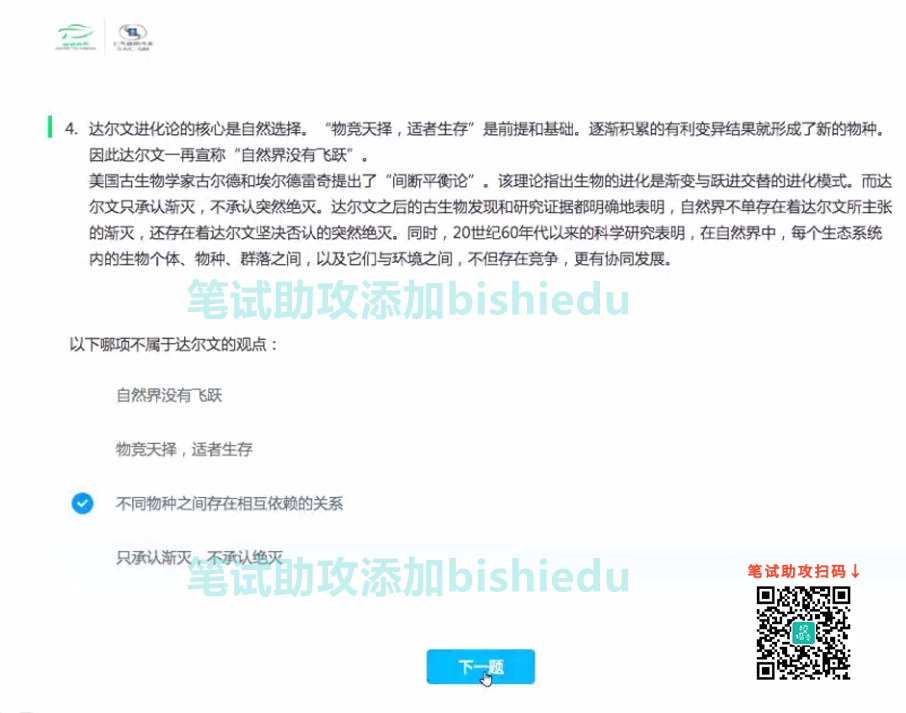 4. 达尔文进化论的核心是自然选择。“物竞天择，适者生存”是前提和基础。逐渐积累的有利变异结果就形成了新的物种。
因此达尔文一再宣称“自然界没有飞跃”。
美国古生物学家古尔德和埃尔德雷奇提出了“间断平衡论”。该理论指出生物的进化是渐变与跃进交替的进化模式。而达
尔文只承认渐灭，不承认突然绝灭。达尔文之后的古生物发现和研究证据都明确地表明，自然界不单存在着达尔文所主张
的渐灭，还存在着达尔文坚决否认的突然绝灭。同时，20世纪60年代以来的科学研究表明，在自然界中，每个生态系统
内的生物个体、物种、群落之间，以及它们与环境之间，不但存在竞争，更有协同发展。
笔试助攻添加bishiedu
以下哪项不属于达尔文的观点：
自然界没有飞跃
物竞天择，适者生存
不同物种之间存在相互依赖的关系
只承认渐灭，不承认绝灭
笔试助攻添加bishiedu
笔试助攻扫码↓
下一题